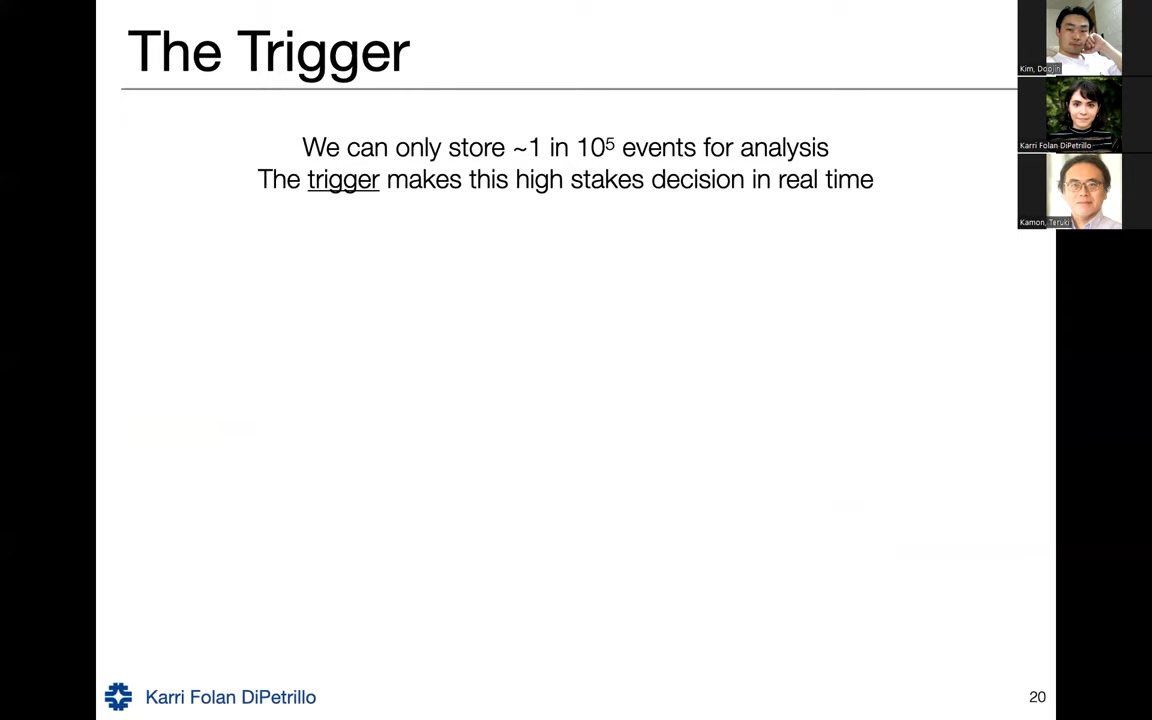 The Trigger
We can only store ~1 in 10⁵ events for analysis
The trigger makes this high stakes decision in real time
Kim, Doojin
Karri Folan DiPetrillo
Kamon, Teruki
Karri Folan DiPetrillo
20